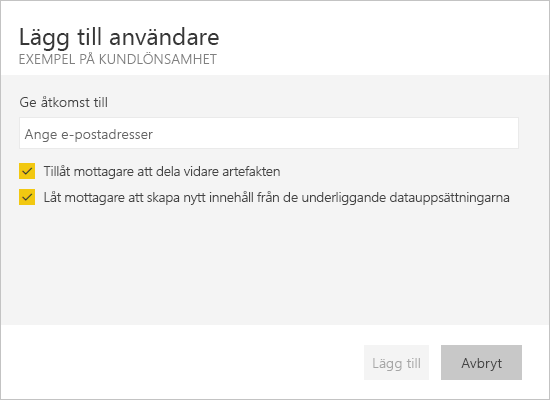 Lägg till användare
EXEMPEL PÅ KUNDLÖNSAMHET
Ge åtkomst till
Ange e-postadresser
Tillåt mottagare att dela vidare artefakten
Låt mottagare att skapa nytt innehåll från de underliggande datauppsättningarna
Lägg till
Avbryt